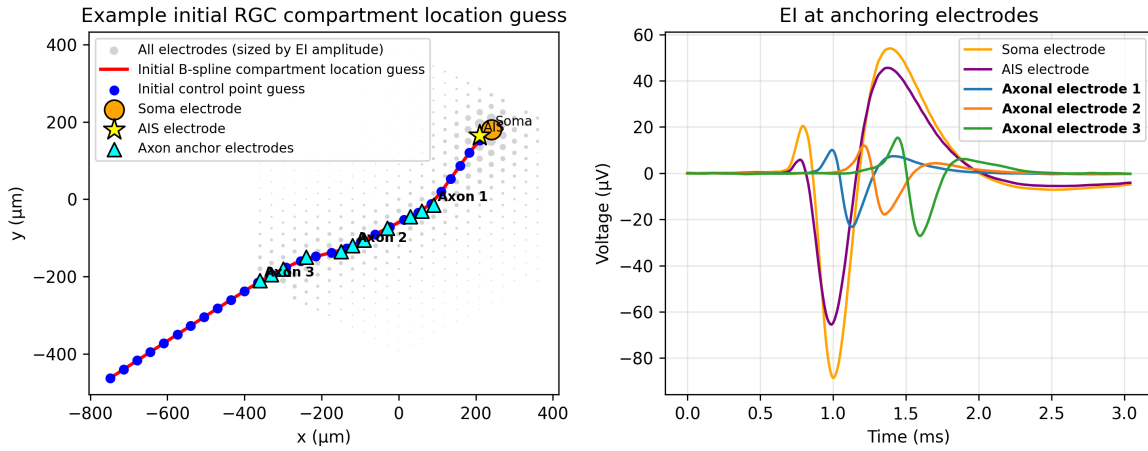 Example initial RGC compartment location guess
All electrodes (sized by EI amplitude)
Initial B-spline compartment location guess
Initial control point guess
Soma electrode
AIS electrode
Axon anchor electrodes
Soma
AIS
Axon 1
Axon 2
Axon 3
400
200
0
−200
−400
y (μm)
−800
−600
−400
−200
0
200
400
x (μm)
EI at anchoring electrodes
Soma electrode
AIS electrode
Axonal electrode 1
Axonal electrode 2
Axonal electrode 3
60
40
20
0
−20
−40
−60
−80
Voltage (μV)
0.0
0.5
1.0
1.5
2.0
2.5
3.0
Time (ms)